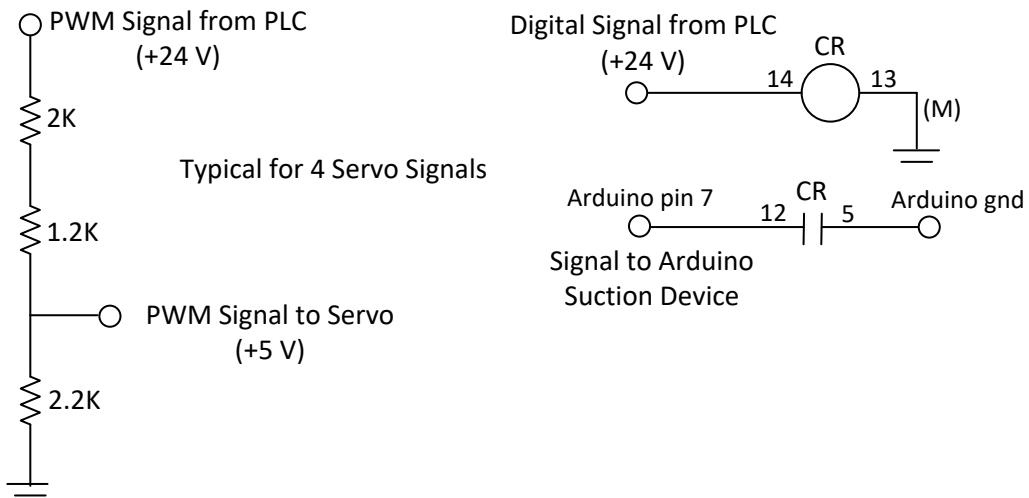 PWM Signal from PLC
(+24 V)
2K
Typical for 4 Servo Signals
1.2K
PWM Signal to Servo
(+5 V)
2.2K
Digital Signal from PLC
(+24 V)
CR
14
13
(M)
Arduino pin 7
CR
12
5
Arduino gnd
Signal to Arduino
Suction Device